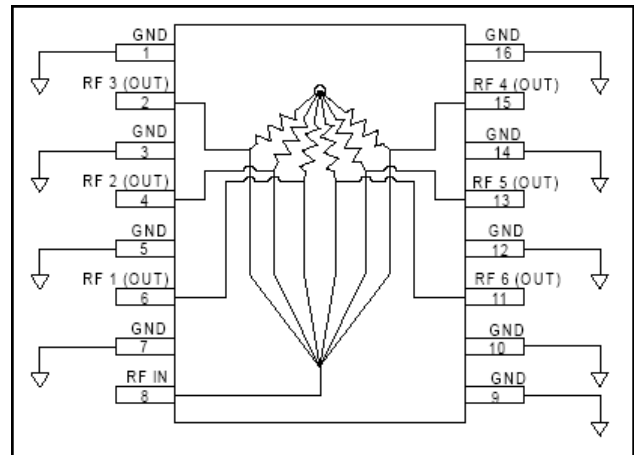 GND
1
RF 3 (OUT)
2
GND
3
RF 2 (OUT)
4
GND
5
RF 1 (OUT)
6
GND
7
RF IN
8
GND
16
RF 4 (OUT)
15
GND
14
RF 5 (OUT)
13
GND
12
RF 6 (OUT)
11
GND
10
GND
9